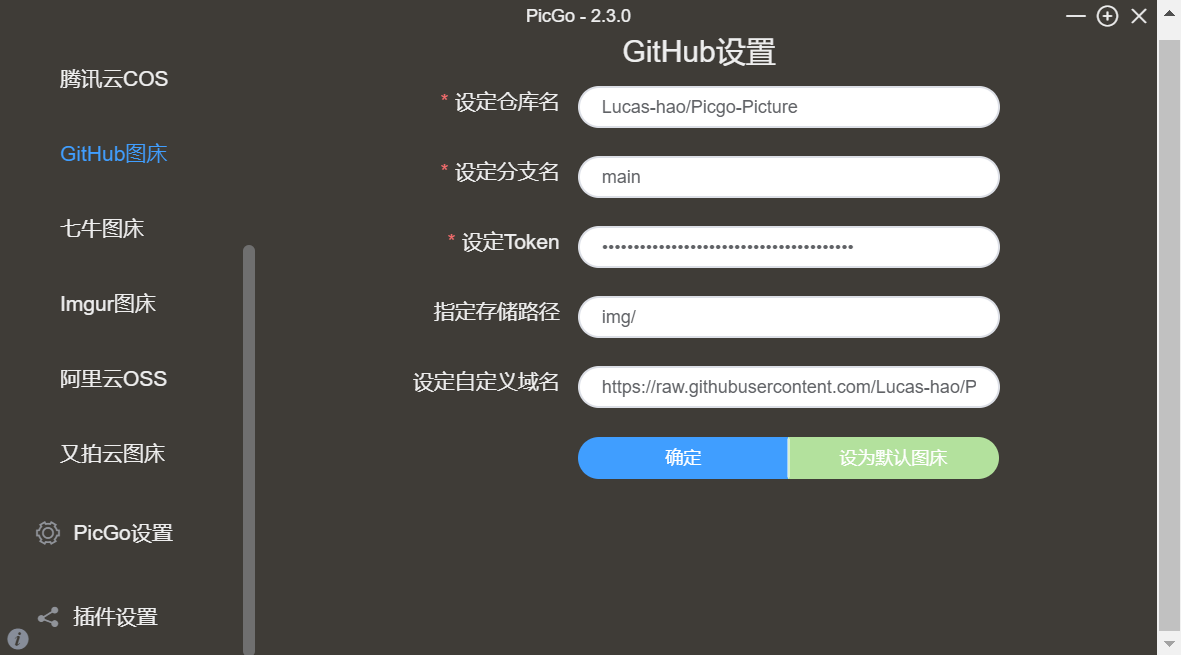 PicGo - 2.3.0
腾讯云COS
GitHub图床
七牛图床
Imgur图床
阿里云OSS
又拍云图床
PicGo设置
插件设置
GitHub设置
* 设定仓库名
Lucas-hao/Picgo-Picture
* 设定分支名
main
* 设定Token
指定存储路径
img/
设定自定义域名
https://raw.githubusercontent.com/Lucas-hao/P
确定
设为默认图床